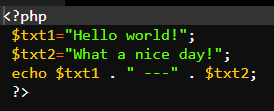 <?php
$txt1="Hello world!";
$txt2="What a nice day!";
echo $txt1 . " ---" . $txt2;
?>